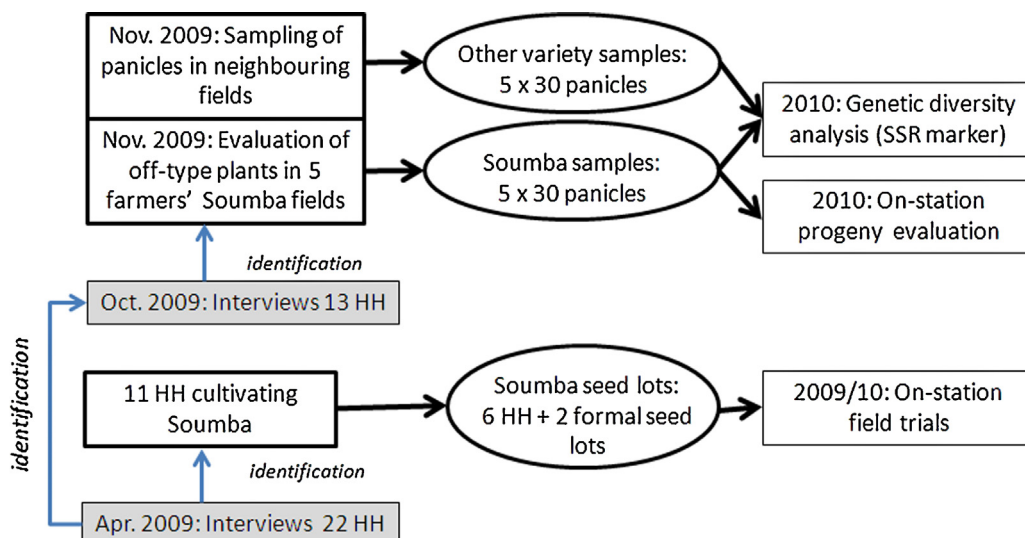 Nov. 2009: Sampling of
panicles in neighbouring
fields
Other variety samples:
5 x 30 panicles
2010: Genetic diversity
analysis (SSR marker)
Nov. 2009: Evaluation of
off-type plants in 5
farmers' Soumba fields
Soumba samples:
5 x 30 panicles
2010: On-station
progeny evaluation
identification
Oct. 2009: Interviews 13 HH
identification
11 HH cultivating
Soumba
Soumba seed lots:
6 HH + 2 formal seed
lots
2009/10: On-station
field trials
identification
Apr. 2009: Interviews 22 HH